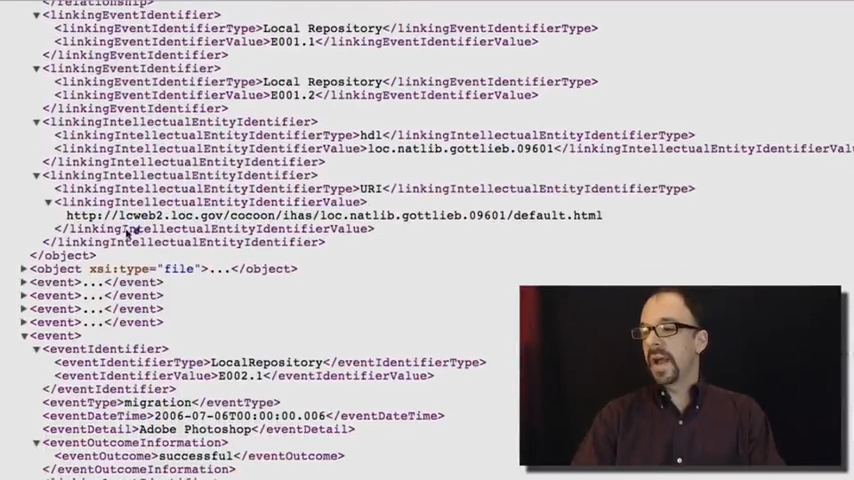 </relationship>
▼<linkingEventIdentifier>
<linkingEventIdentifierType>Local Repository</linkingEventIdentifierType>
<linkingEventIdentifierValue>E001.1</linkingEventIdentifierValue>
</linkingEventIdentifier>
▼<linkingEventIdentifier>
<linkingEventIdentifierType>Local Repository</linkingEventIdentifierType>
<linkingEventIdentifierValue>E001.2</linkingEventIdentifierValue>
</linkingEventIdentifier>
▼<linkingIntellectualEntityIdentifier>
<linkingIntellectualEntityIdentifierType>hdl</linkingIntellectualEntityIdentifierType>
<linkingIntellectualEntityIdentifierValue>loc.natlib.gottlieb.09601</linkingIntellectualEntityIdentifierVa
</linkingIntellectualEntityIdentifier>
▼<linkingIntellectualEntityIdentifier>
<linkingIntellectualEntityIdentifierType>URI</linkingIntellectualEntityIdentifierType>
▼<linkingIntellectualEntityIdentifierValue>
http://lcweb2.loc.gov/cocoon/ihas/loc.natlib.gottlieb.09601/default.html
</linkingIntellectualEntityIdentifierValue>
</linkingIntellectualEntityIdentifier>
</object>
▶<object xsi:type="file">...</object>
▶<event>...</event>
▶<event>...</event>
▶<event>...</event>
▶<event>...</event>
▼<event>
▼<eventIdentifier>
<eventIdentifierType>LocalRepository</eventIdentifierType>
<eventIdentifierValue>E002.1</eventIdentifierValue>
</eventIdentifier>
<eventType>migration</eventType>
<eventDateTime>2006-07-06T00:00:00.006</eventDateTime>
<eventDetail>Adobe Photoshop</eventDetail>
▼<eventOutcomeInformation>
<eventOutcome>successful</eventOutcome>
</eventOutcomeInformation>